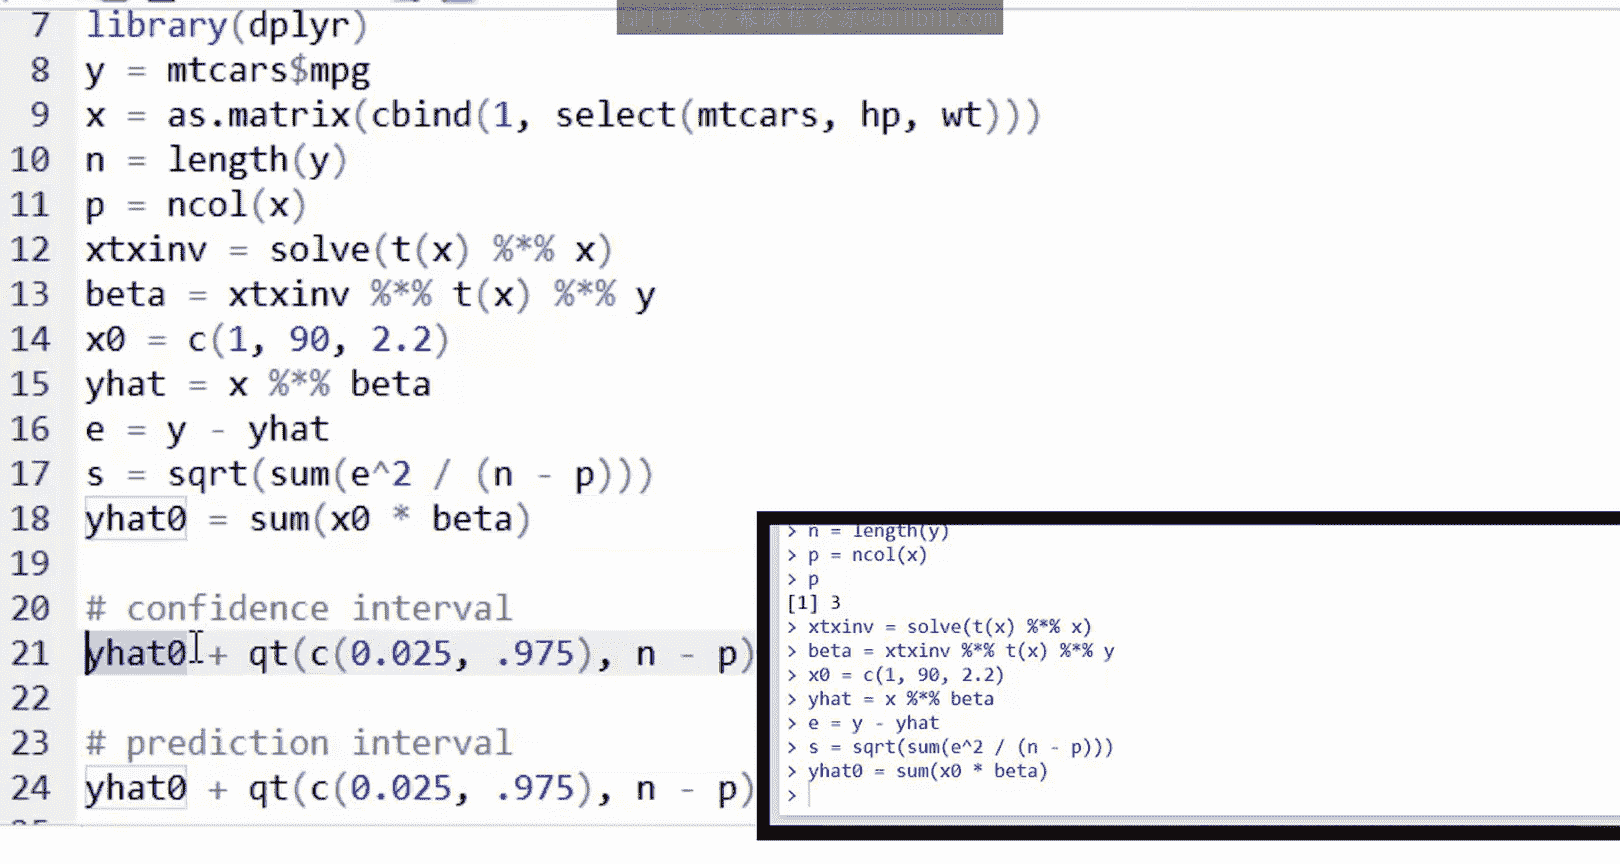 7 library(dplyr)
8 y = mtcars$mpg
9 x = as.matrix(cbind(1, select(mtcars, hp, wt)))
10 n = length(y)
11 p = ncol(x)
12 xtxinv = solve(t(x) %*% x)
13 beta = xtxinv %*% t(x) %*% y
14 x0 = c(1, 90, 2.2)
15 yhat = x %*% beta
16 e = y - yhat
17 s = sqrt(sum(e^2 / (n - p)))
18 yhat0 = sum(x0 * beta)
19
20 # confidence interval
21 yhat0 + qt(c(0.025, .975), n - p)
22
23 # prediction interval
24 yhat0 + qt(c(0.025, .975), n - p)
> n = length(y)
> p = ncol(x)
> p
[1] 3
> xtxinv = solve(t(x) %*% x)
> beta = xtxinv %*% t(x) %*% y
> x0 = c(1, 90, 2.2)
> yhat = x %*% beta
> e = y - yhat
> s = sqrt(sum(e^2 / (n - p)))
> yhat0 = sum(x0 * beta)
>